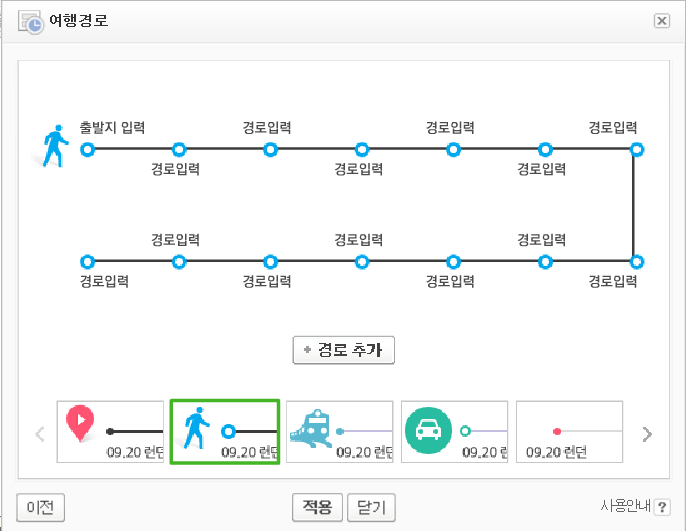 여행경로
출발지 입력 경로입력 경로입력 경로입력
경로입력 경로입력 경로입력
경로입력 경로입력 경로입력
경로입력 경로입력 경로입력 경로입력
+ 경로 추가
09.20 런던 09.20 런던 09.20 런던 09.20 런던 09.20 런던
이전 적용 닫기 사용안내 ?